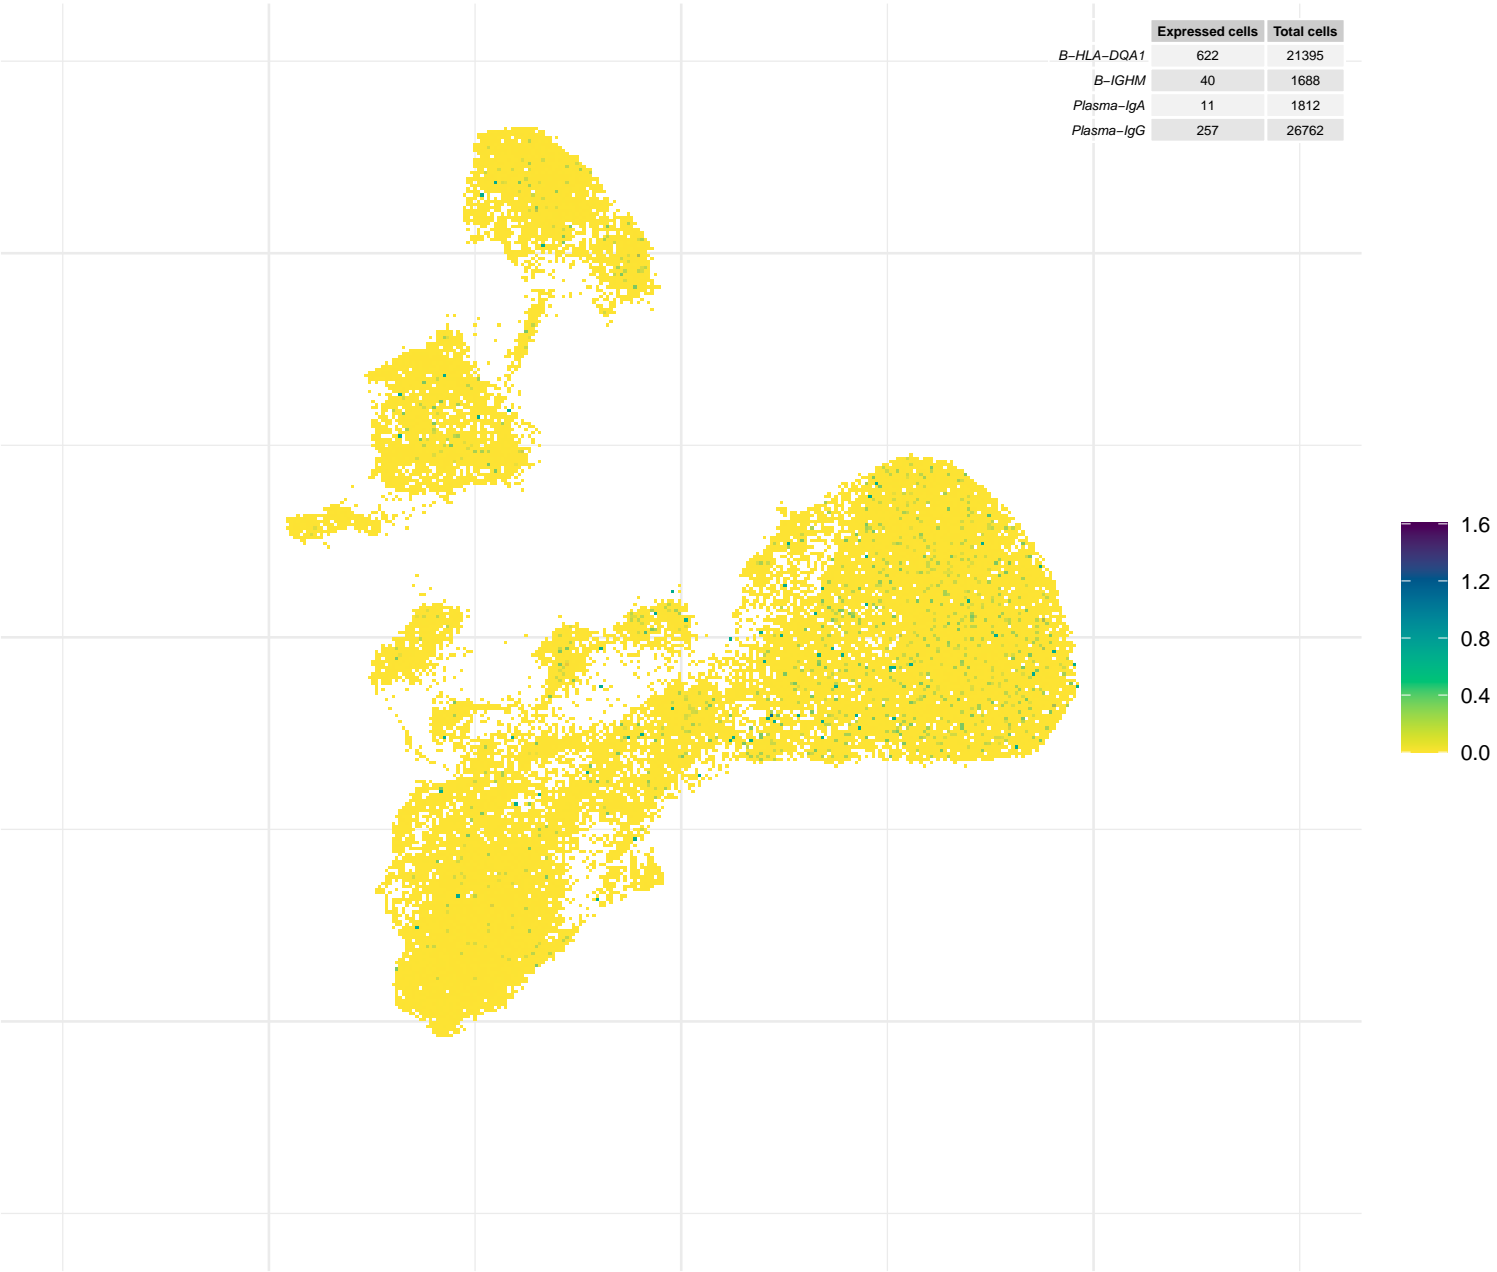 Expressed cells Total cells
B−HLA−DQA1 622 21395
B−IGHM 40 1688
Plasma−IgA 11 1812
Plasma−IgG 257 26762
1.6
1.2
0.8
0.4
0.0